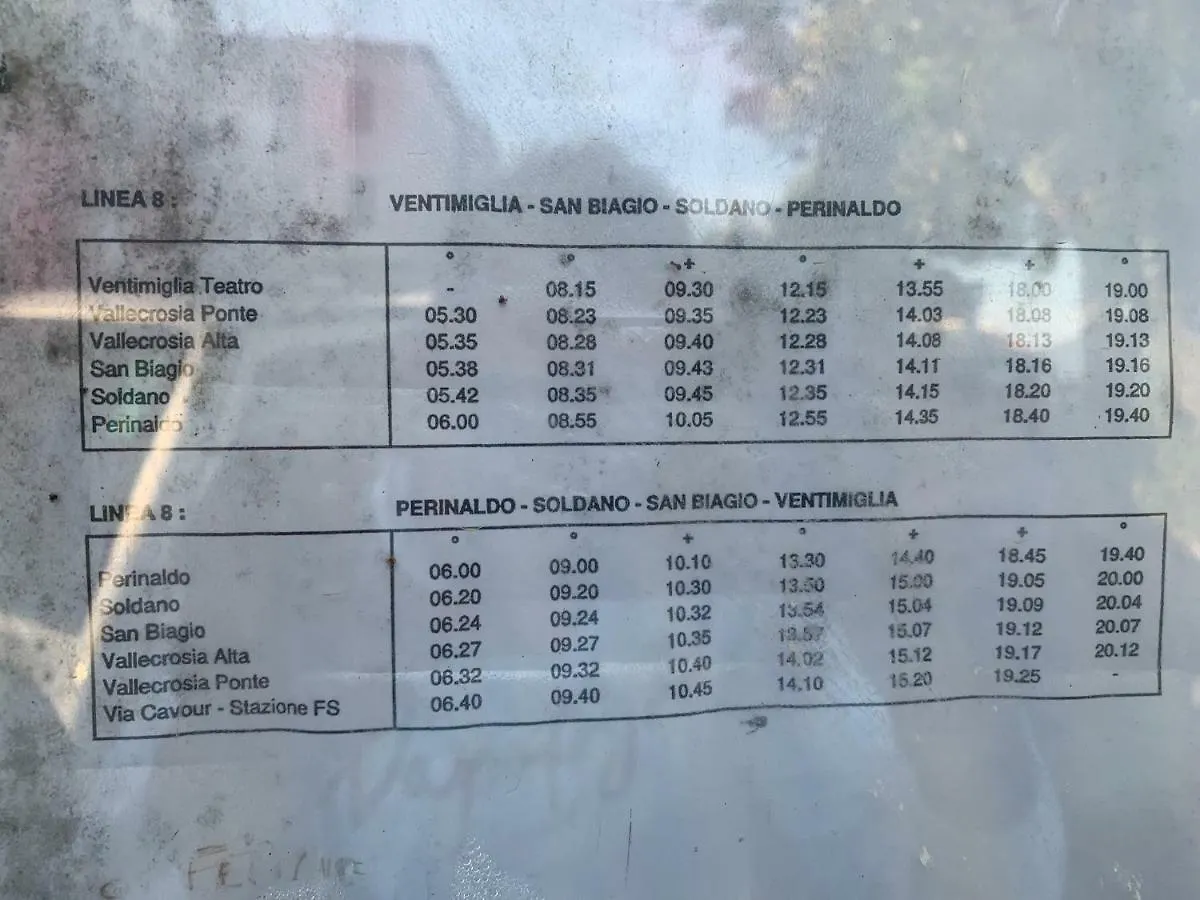 LINEA 8 : VENTIMIGLIA - SAN BIAGIO - SOLDANO - PERINALDO
° ° + ° + + °
Ventimiglia Teatro - 08.15 09.30 12.15 13.55 18.00 19.00
Vallecrosia Ponte 05.30 08.23 09.35 12.23 14.03 18.08 19.08
Vallecrosia Alta 05.35 08.28 09.40 12.28 14.08 18.13 19.13
San Biagio 05.38 08.31 09.43 12.31 14.11 18.16 19.16
Soldano 05.42 08.35 09.45 12.35 14.15 18.20 19.20
Perinaldo 06.00 08.55 10.05 12.55 14.35 18.40 19.40
LINEA 8 : PERINALDO - SOLDANO - SAN BIAGIO - VENTIMIGLIA
° ° + ° + + °
Perinaldo 06.00 09.00 10.10 13.30 14.40 18.45 19.40
Soldano 06.20 09.20 10.30 13.50 15.00 19.05 20.00
San Biagio 06.24 09.24 10.32 13.54 15.04 19.09 20.04
Vallecrosia Alta 06.27 09.27 10.35 13.57 15.07 19.12 20.07
Vallecrosia Ponte 06.32 09.32 10.40 14.02 15.12 19.17 20.12
Via Cavour - Stazione FS 06.40 09.40 10.45 14.10 15.20 19.25 -